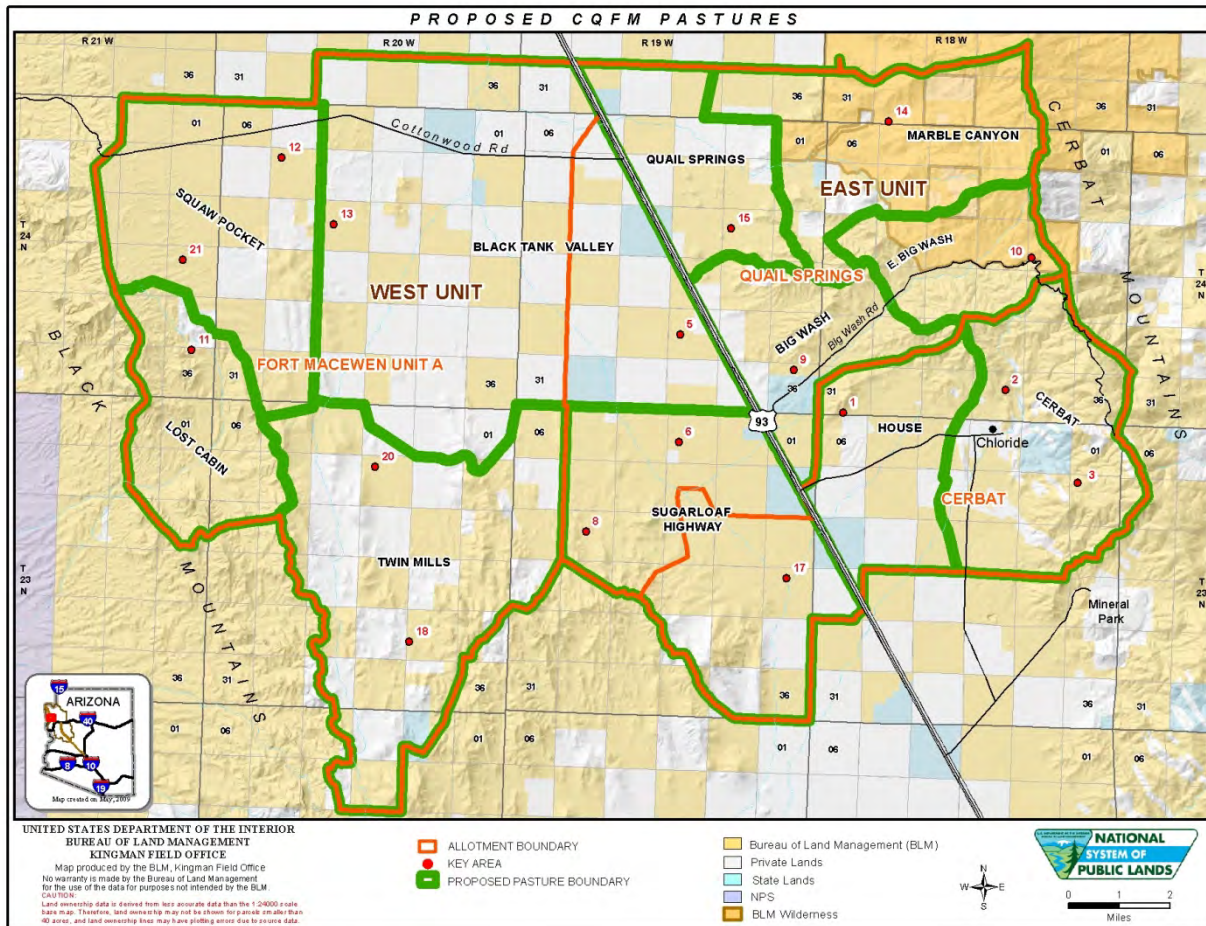 PROPOSED CQFM PASTURES
R 21 W
R 20 W
R 19 W
R 18 W
36 31
36 31
36 31
14
36 31
CERBAT
MARBLE CANYON
01 06
Cottonwood Rd
01 06
01 06
01 06
12
QUAIL SPRINGS
EAST UNIT
SQUAW POCKET
13
15
T 24 N
BLACK TANK VALLEY
E. BIG WASH
10
21
QUAIL SPRINGS
T 24 N
WEST UNIT
MOUNTAINS
BIG WASH
Big Wash Rd
5
BLACK
11
36 31
FORT MACEWEN UNIT A
9
36 31
36 31
2
36 31
CERBAT
1
01 06
LOST CABIN
01 06
6
93
01 06
HOUSE
Chloride
01 06
20
3
CERBAT
SUGARLOAF
HIGHWAY
8
TWIN MILLS
17
T 23 N
T 23 N
Mineral
Park
MOUNTAINS
18
36 31
36 31
36 31
36 31
01 06
01 06
01 06
01 06
15
ARIZONA
40
8
10
19
Map created on May, 2009
UNITED STATES DEPARTMENT OF THE INTERIOR
BUREAU OF LAND MANAGEMENT
KINGMAN FIELD OFFICE
Map produced by the BLM, Kingman Field Office
No warranty is made by the Bureau of Land Management
for the use of the data for purposes not intended by the BLM.
CAUTION:
Land ownership data is derived from less accurate data than the 1:24000 scale
base map. Therefore, land ownership may not be shown for parcels smaller than
40 acres, and land ownership lines may have plotting errors due to source data.
ALLOTMENT BOUNDARY
KEY AREA
PROPOSED PASTURE BOUNDARY
Bureau of Land Management (BLM)
Private Lands
State Lands
NPS
BLM Wilderness
N
W E
S
NATIONAL
SYSTEM OF
PUBLIC LANDS
0 1 2
Miles